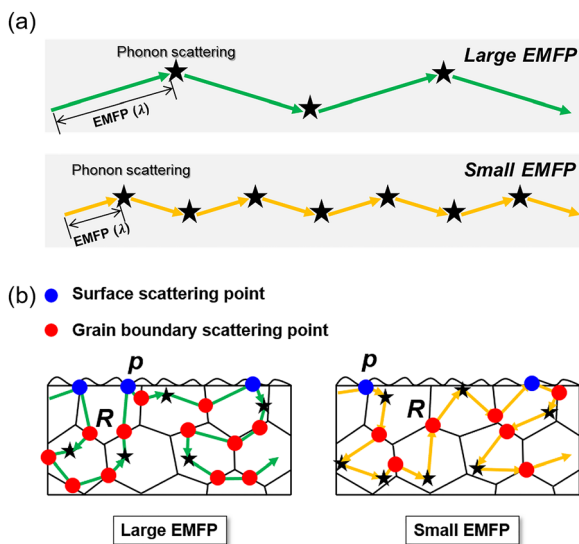 (a)
Phonon scattering
Large EMFP
EMFP (λ)
Phonon scattering
Small EMFP
EMFP (λ)
(b)
Surface scattering point
Grain boundary scattering point
p
R
p
R
Large EMFP
Small EMFP